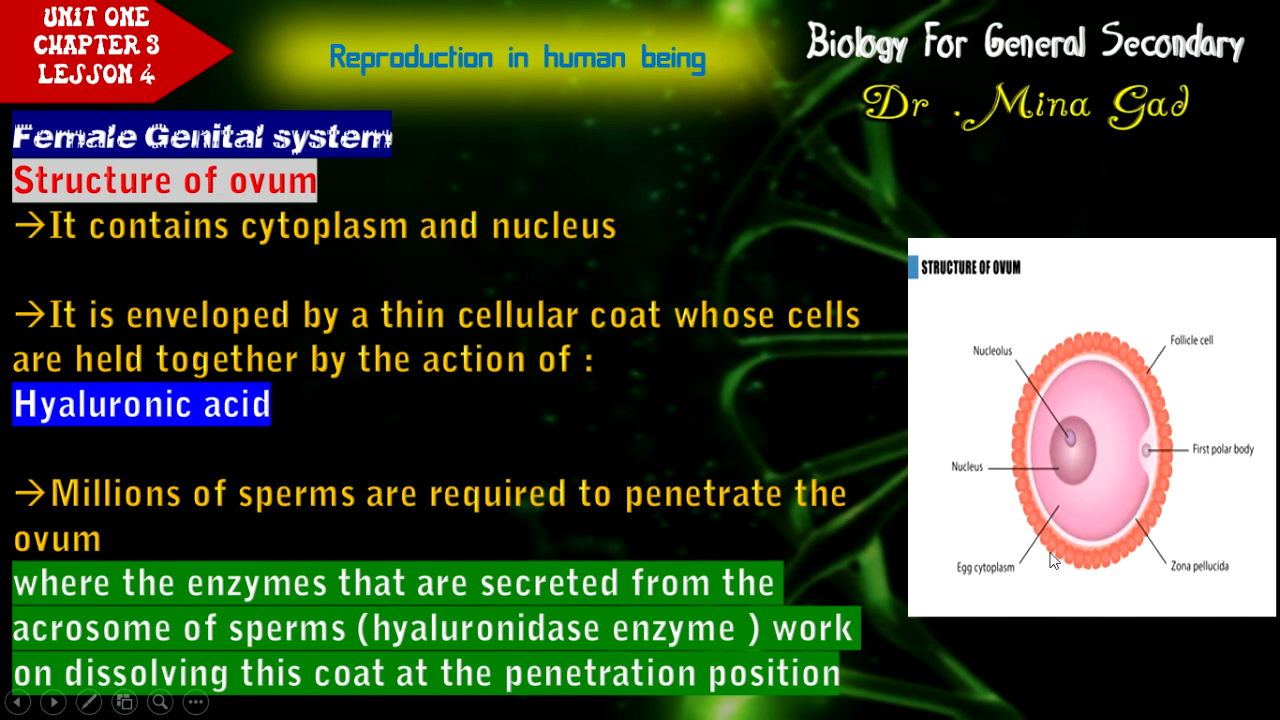 UNIT ONE
CHAPTER 3
LESSON 4
Reproduction in human being
Biology For General Secondary
Dr .Mina Gad
Female Genital system
Structure of ovum
→It contains cytoplasm and nucleus
→It is enveloped by a thin cellular coat whose cells
are held together by the action of :
Hyaluronic acid
→Millions of sperms are required to penetrate the
ovum
where the enzymes that are secreted from the
acrosome of sperms (hyaluronidase enzyme ) work
on dissolving this coat at the penetration position
STRUCTURE OF OVUM
Nucleolus
Follicle cell
First polar body
Nucleus
Egg cytoplasm
Zona pellucida